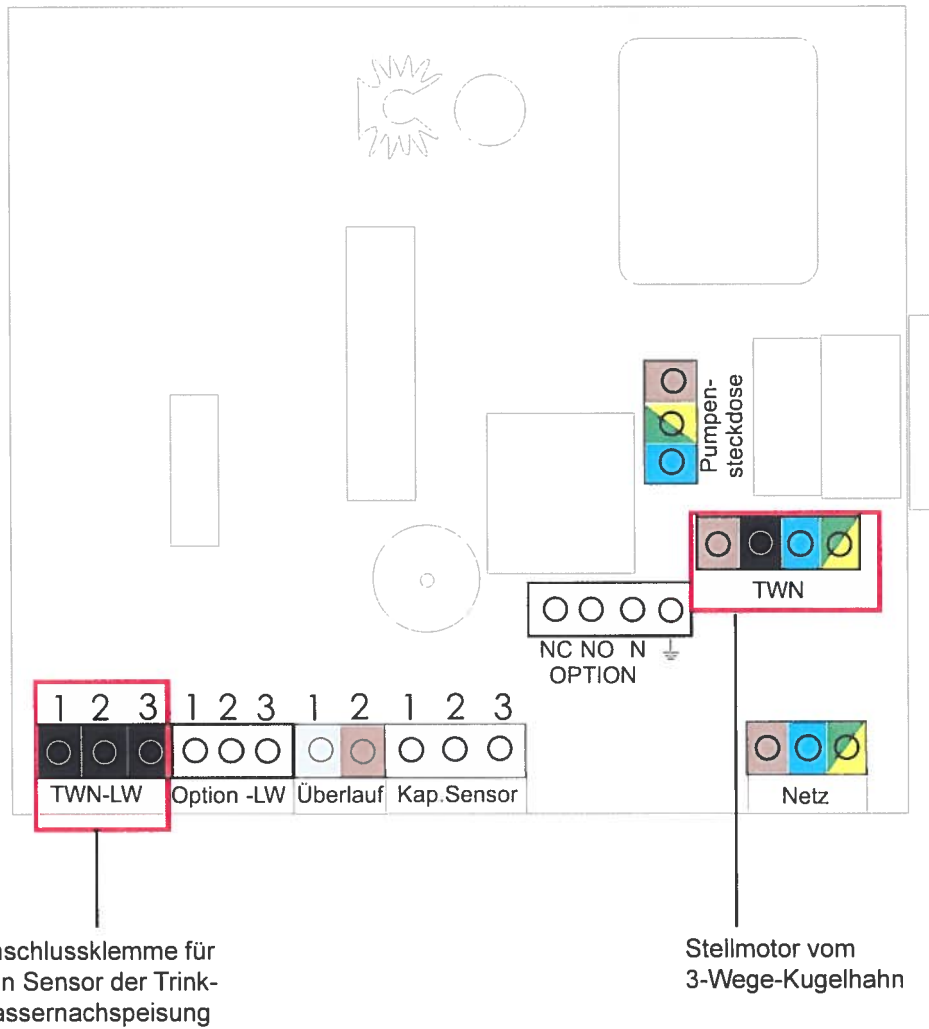 Pumpen-
steckdose
TWN
NC NO N
OPTION
1 2 3 1 2 3 1 2 1 2 3
TWN-LW Option -LW Überlauf Kap.Sensor
Netz
nschlussklemme für
n Sensor der Trink-
assernachspeisung
Stellmotor vom
3-Wege-Kugelhahn